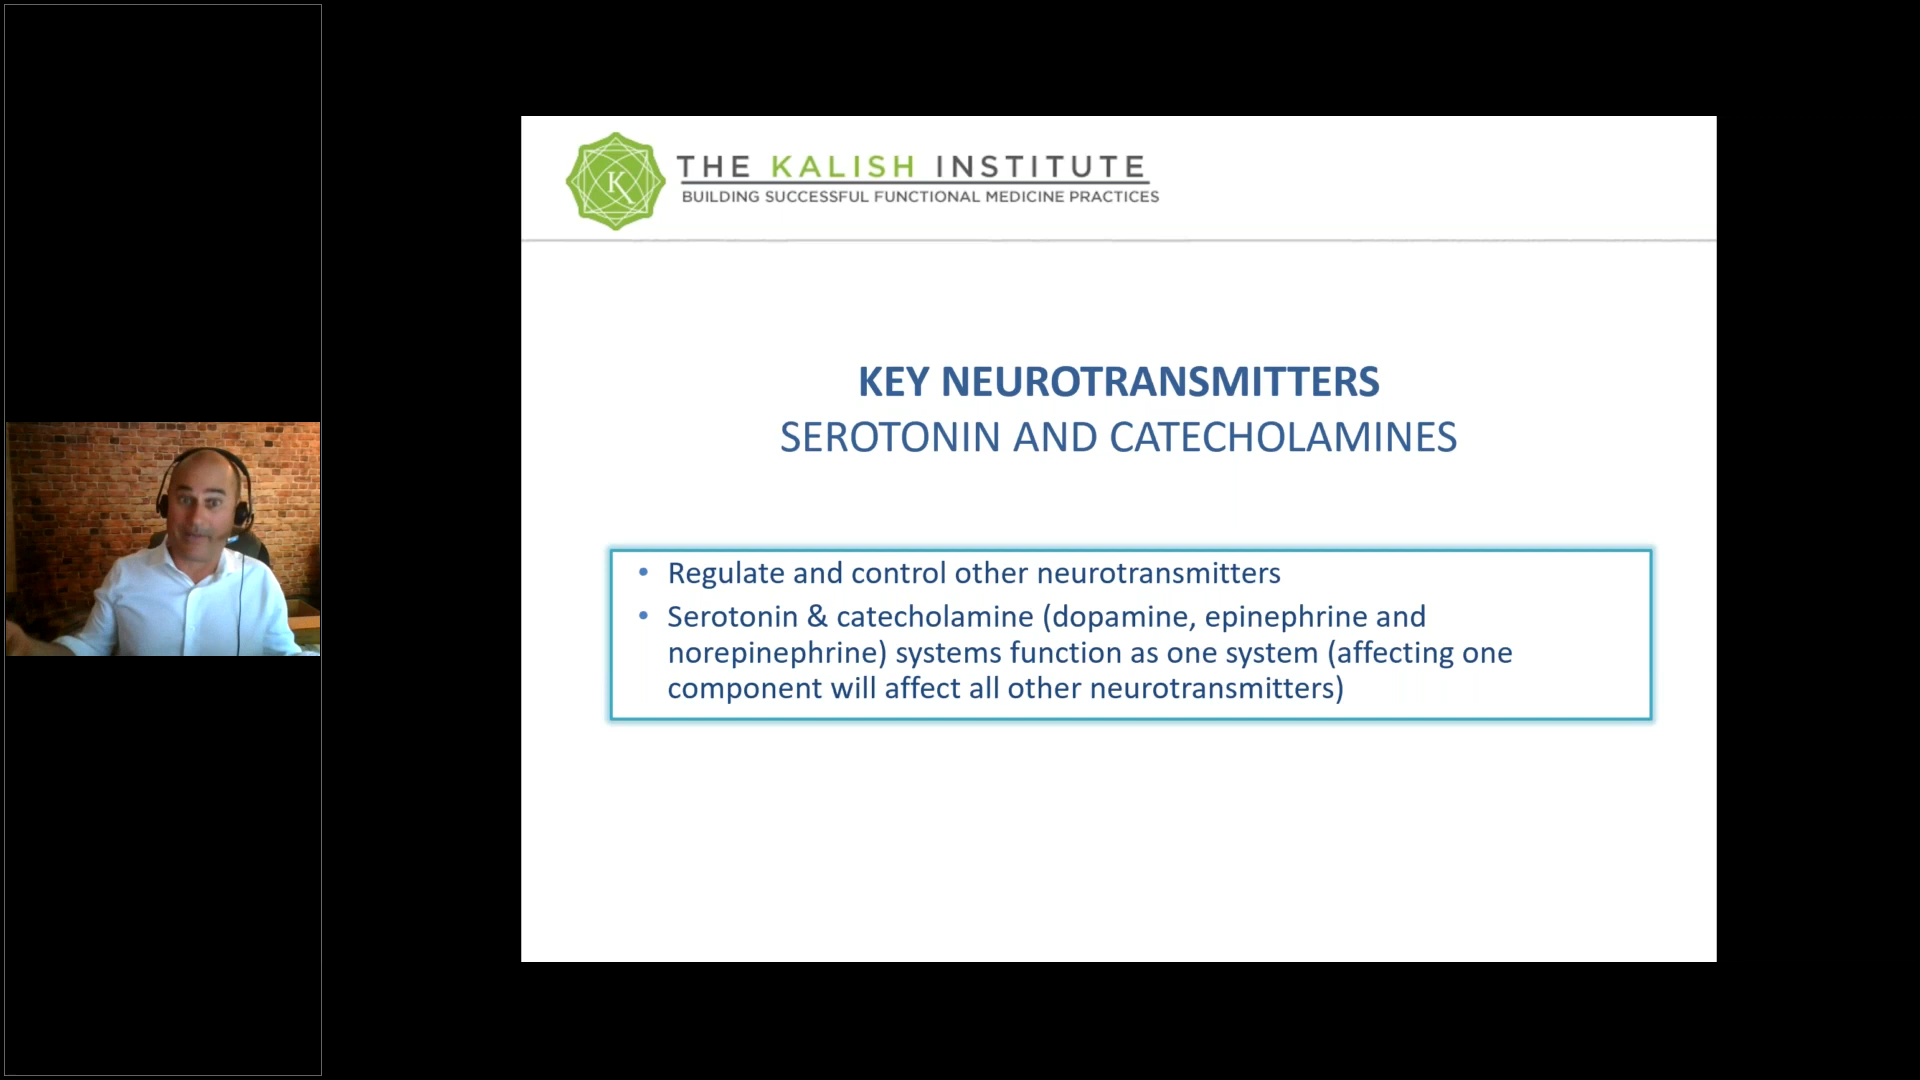 K
THE KALISH INSTITUTE
BUILDING SUCCESSFUL FUNCTIONAL MEDICINE PRACTICES
KEY NEUROTRANSMITTERS
SEROTONIN AND CATECHOLAMINES
• Regulate and control other neurotransmitters
• Serotonin & catecholamine (dopamine, epinephrine and
norepinephrine) systems function as one system (affecting one
component will affect all other neurotransmitters)